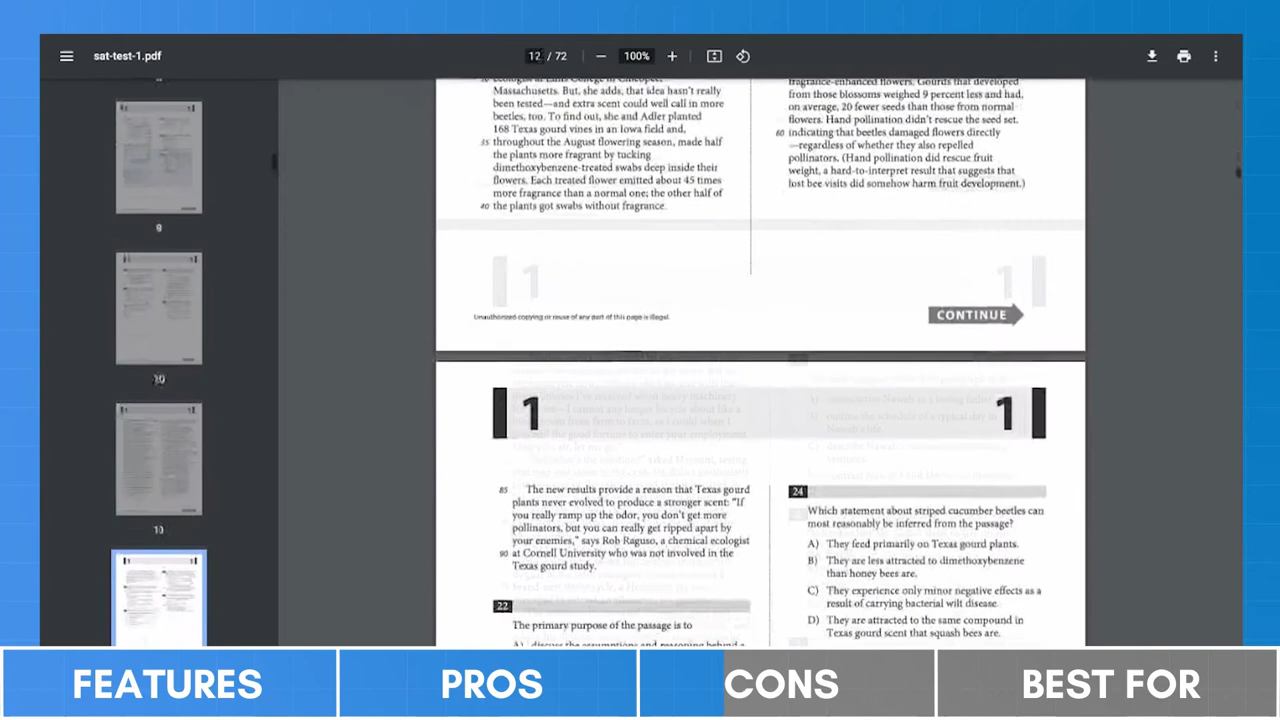 sat-test-1.pdf
12 / 72
100%
9
10
Massachusetts. But, she adds, that idea hasn't really
been tested—and extra scent could well call in more
beetles, too. To find out, she and Adler planted
168 Texas gourd vines in an Iowa field and,
35 throughout the August flowering season, made half
the plants more fragrant by tucking
dimethoxybenzene-treated swabs deep inside their
flowers. Each treated flower emitted about 45 times
more fragrance than a normal one; the other half of
40 the plants got swabs without fragrance.
fragrance-enhanced flowers. Gourds that developed
from those blossoms weighed 9 percent less and had,
on average, 20 fewer seeds than those from normal
flowers. Hand pollination didn't rescue the seed set,
60 indicating that beetles damaged flowers directly
—regardless of whether they also repelled
pollinators. (Hand pollination did rescue fruit
weight, a hard-to-interpret result that suggests that
lost bee visits did somehow harm fruit development.)
1
1
Unauthorized copying or reuse of any part of this page is illegal.
CONTINUE
1
1
85 The new results provide a reason that Texas gourd
plants never evolved to produce a stronger scent: "If
you really ramp up the odor, you don't get more
pollinators, but you can really get ripped apart by
your enemies," says Rob Raguso, a chemical ecologist
90 at Cornell University who was not involved in the
Texas gourd study.
22
The primary purpose of the passage is to
A) discuss the assumptions and reasoning behind a
24
Which statement about striped cucumber beetles can
most reasonably be inferred from the passage?
A) They feed primarily on Texas gourd plants.
B) They are less attracted to dimethoxybenzene
than honey bees are.
C) They experience only minor negative effects as a
result of carrying bacterial wilt disease.
D) They are attracted to the same compound in
Texas gourd scent that squash bees are.
FEATURES
PROS
CONS
BEST FOR